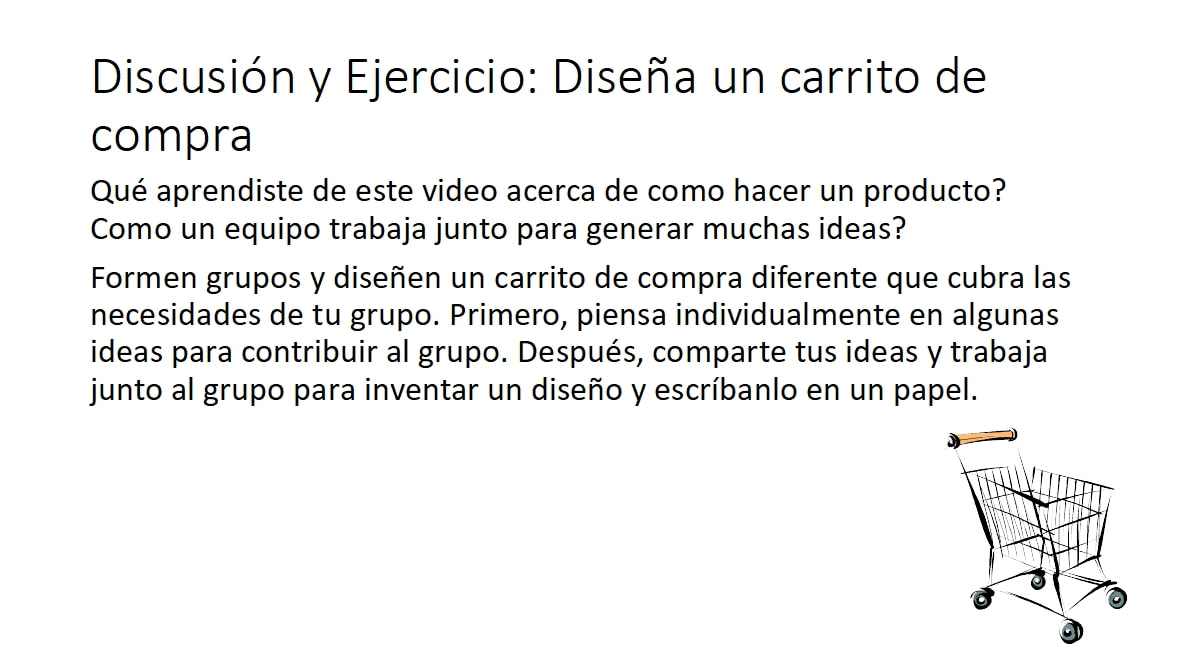 Discusión y Ejercicio: Diseña un carrito de
compra
Qué aprendiste de este video acerca de como hacer un producto?
Como un equipo trabaja junto para generar muchas ideas?
Formen grupos y diseñen un carrito de compra diferente que cubra las
necesidades de tu grupo. Primero, piensa individualmente en algunas
ideas para contribuir al grupo. Después, comparte tus ideas y trabaja
junto al grupo para inventar un diseño y escríbanlo en un papel.